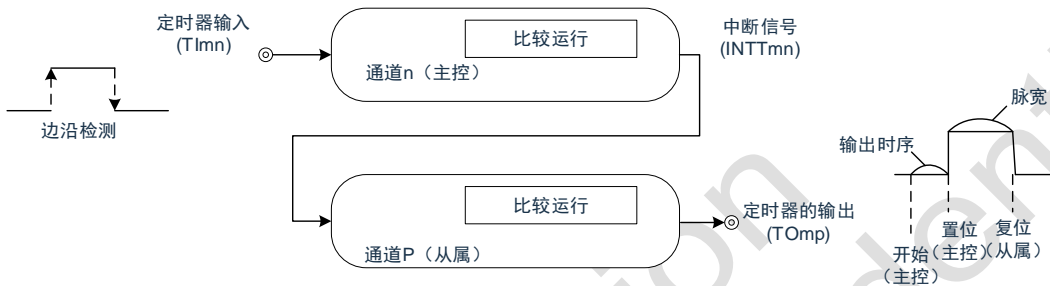 定时器输入
(TImn)
比较运行
通道n（主控）
中断信号
(INTTmn)
边沿检测
脉宽
输出时序
比较运行
通道P（从属）
定时器的输出
(TOmp)
开始
（主控）
置位
（主控）
复位
（从属）